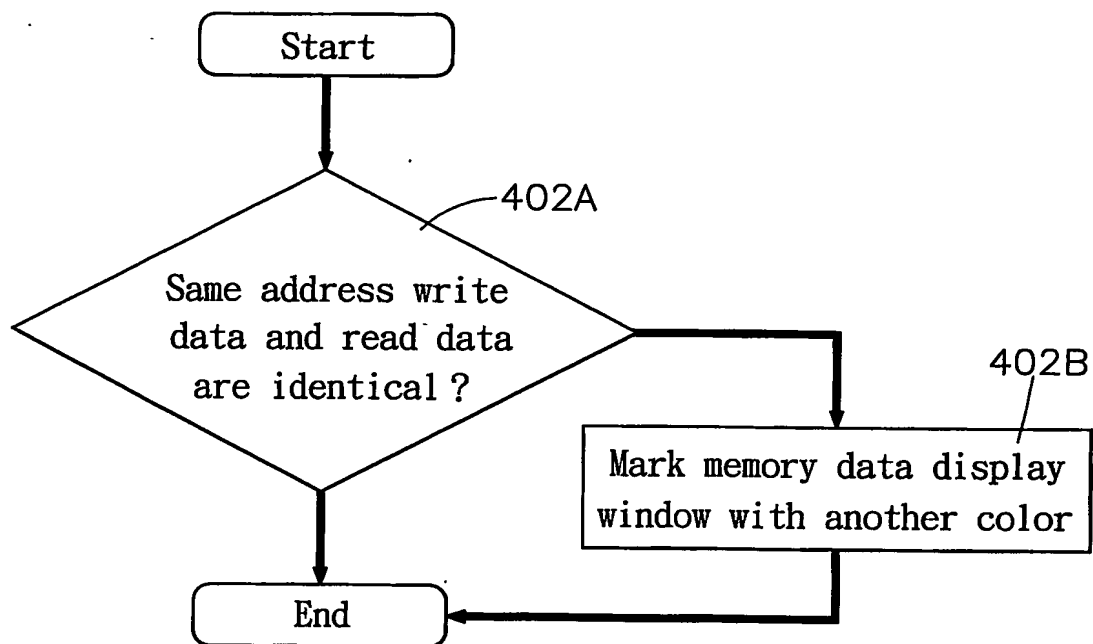 Start
402A
Same address write
data and read data
are identical ?
402B
Mark memory data display
window with another color
End